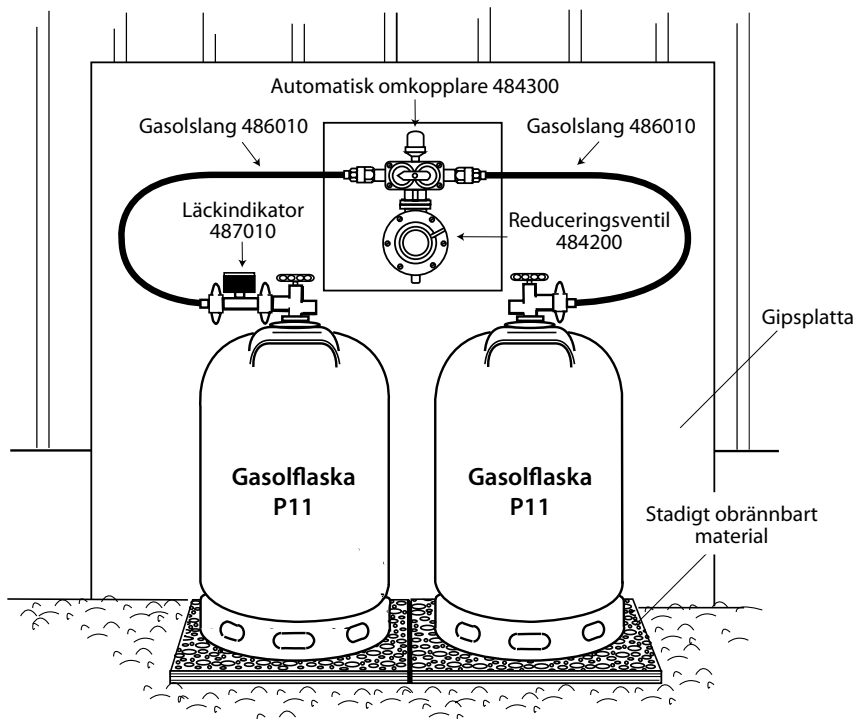 Automatisk omkopplare 484300
Gasolslang 486010
Gasolslang 486010
Läckindikator
487010
Reduceringsventil
484200
Gipsplatta
Gasolflaska
P11
Gasolflaska
P11
Stadigt obrännbart
material